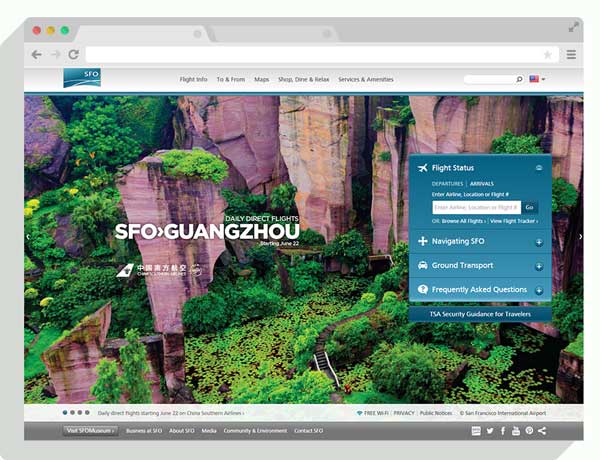 SFO
Flight Info To & From Maps Shop, Dine & Relax Services & Amenities
Flight Status
DEPARTURES | ARRIVALS
Enter Airline, Location or Flight #
Enter Airline, Location or Flight # Go
OR: Browse All Flights › | View Flight Tracker ›
DAILY DIRECT FLIGHTS
SFO›GUANGZHOU
Starting June 22
中国南方航空
CHINA SOUTHERN AIRLINES
Navigating SFO
Ground Transport
Frequently Asked Questions
TSA Security Guidance for Travelers
Daily direct flights starting June 22 on China Southern Airlines ›
FREE Wi-Fi | PRIVACY | Public Notices © San Francisco International Airport
Visit SFOMuseum › Business at SFO About SFO Media Community & Environment Contact SFO